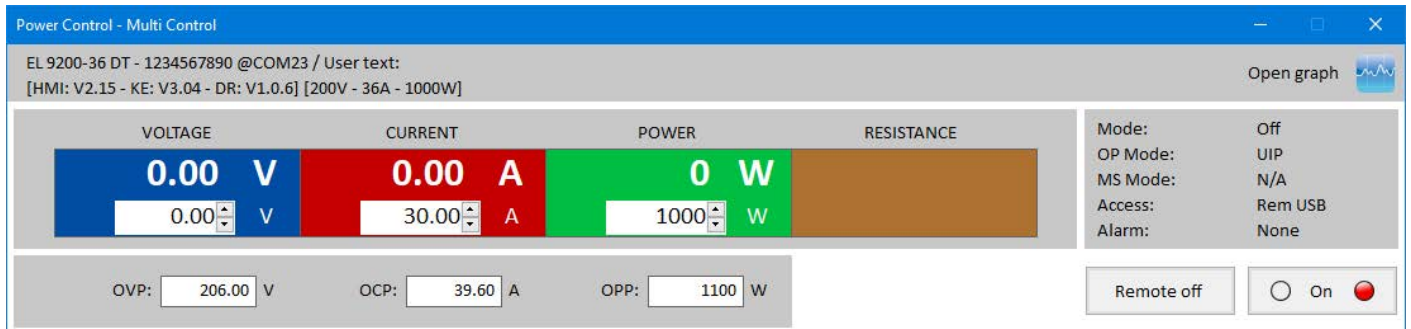 Power Control - Multi Control
EL 9200-36 DT - 1234567890 @COM23 / User text:
[HMI: V2.15 - KE: V3.04 - DR: V1.0.6] [200V - 36A - 1000W]
Open graph
VOLTAGE CURRENT POWER RESISTANCE
0.00 V 0.00 A 0 W
0.00 V 30.00 A 1000 W
Mode: Off
OP Mode: UIP
MS Mode: N/A
Access: Rem USB
Alarm: None
OVP: 206.00 V OCP: 39.60 A OPP: 1100 W
Remote off
On